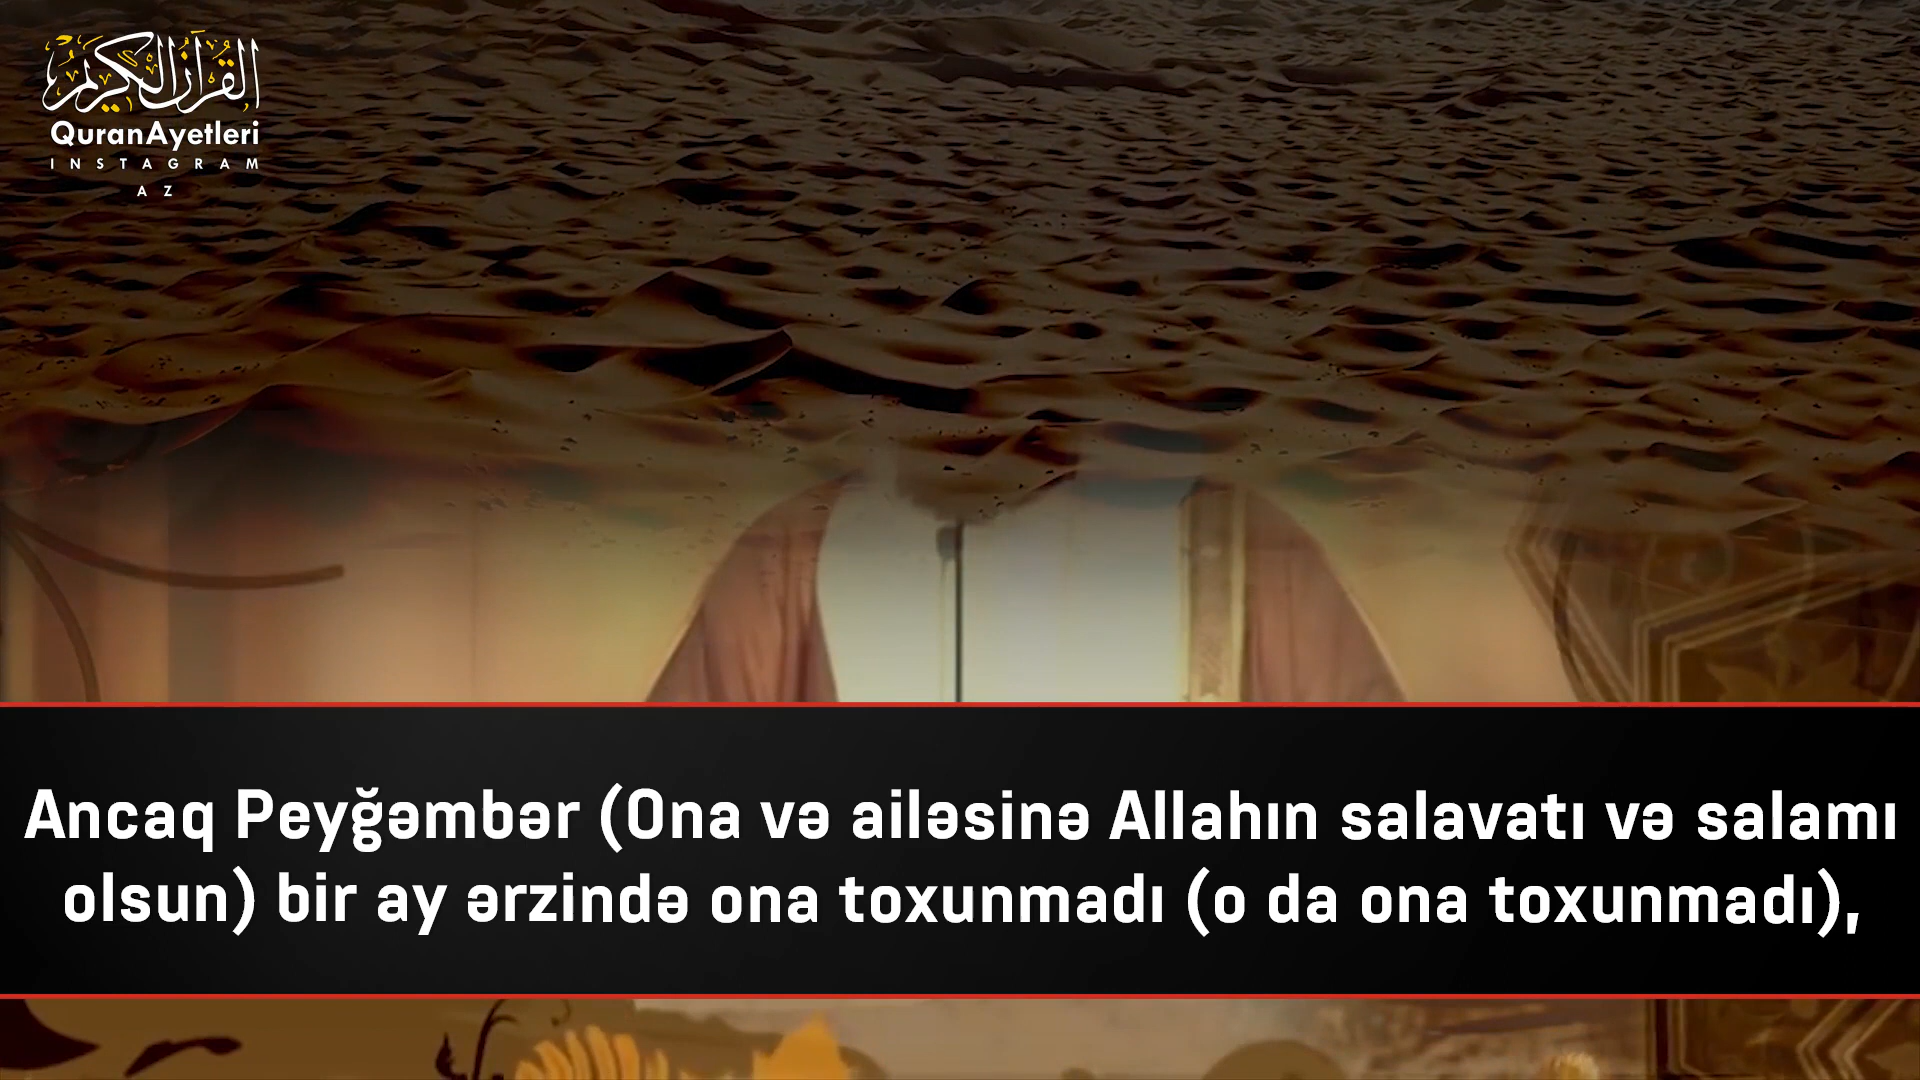 القرآن الكريم
QuranAyetleri
INSTAGRAM
AZ
Ancaq Peyğəmbər (Ona və ailəsinə Allahın salavatı və salamı
olsun) bir ay ərzində ona toxunmadı (o da ona toxunmadı),